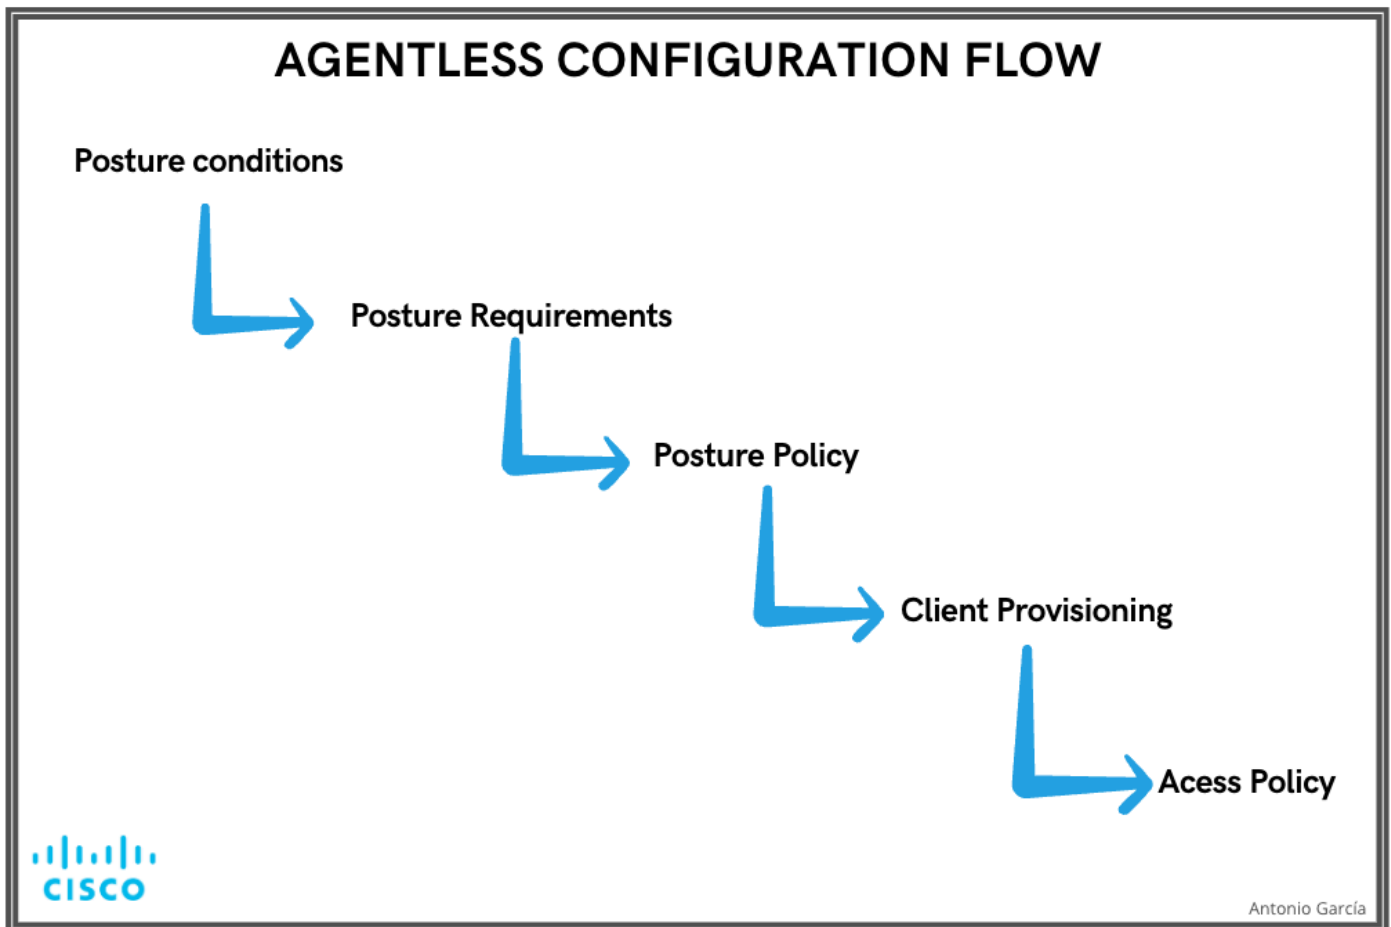 AGENTLESS CONFIGURATION FLOW
Posture conditions
Posture Requirements
Posture Policy
Client Provisioning
Acess Policy
CISCO
Antonio García